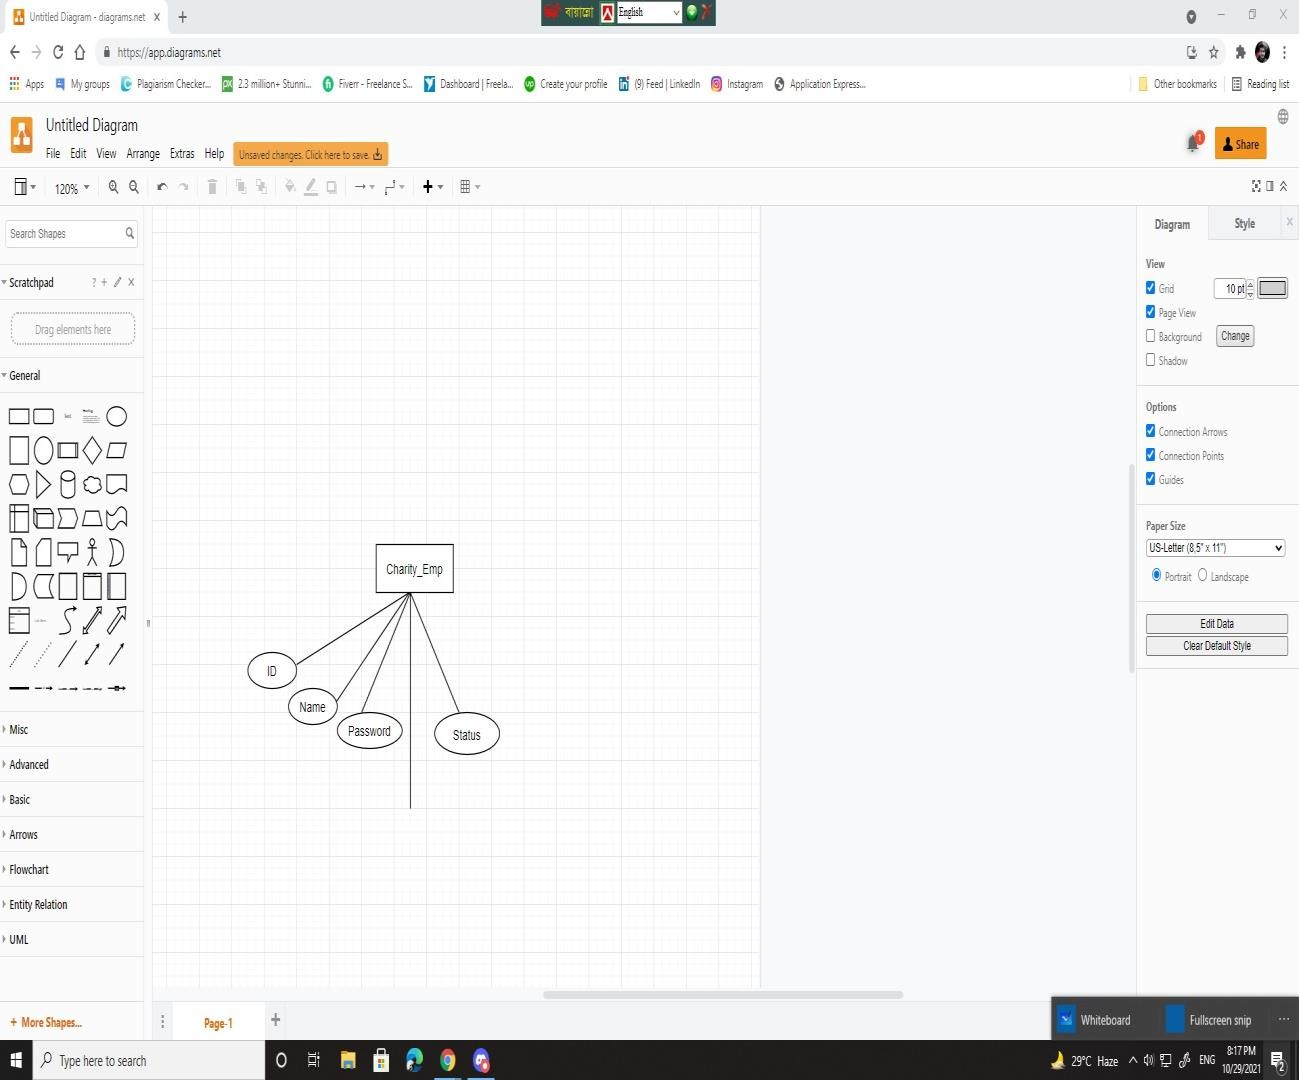 Untitled Diagram - diagrams.net
বায়ান্নো
English
https://app.diagrams.net
Apps
My groups
Plagiarism Checker...
2.3 million+ Stunni...
Fiverr - Freelance S...
Dashboard | Freela...
Create your profile
(9) Feed | LinkedIn
Instagram
Application Express...
Other bookmarks
Reading list
Untitled Diagram
File Edit View Arrange Extras Help
Unsaved changes. Click here to save.
1
Share
120%
Search Shapes
Diagram
Style
Scratchpad
Drag elements here
General
View
Grid
10 pt
Page View
Background
Change
Shadow
Options
Connection Arrows
Connection Points
Guides
Paper Size
US-Letter (8,5" x 11")
Portrait
Landscape
Edit Data
Clear Default Style
Charity_Emp
ID
Name
Password
Status
Misc
Advanced
Basic
Arrows
Flowchart
Entity Relation
UML
+ More Shapes...
Page-1
Whiteboard
Fullscreen snip
Type here to search
29°C Haze
ENG
8:17 PM
10/29/2021
2